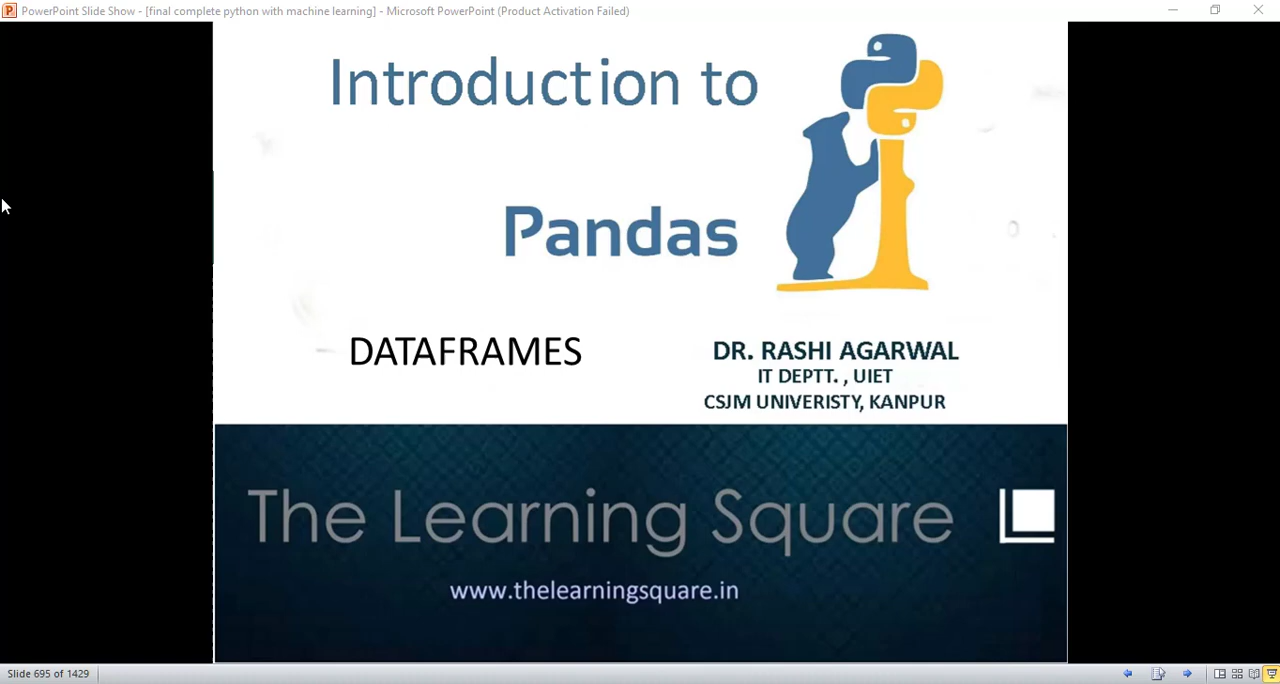 PowerPoint Slide Show - [final complete python with machine learning] - Microsoft PowerPoint (Product Activation Failed)
Introduction to
Pandas
DATAFRAMES
DR. RASHI AGARWAL
IT DEPTT. , UIET
CSJM UNIVERISTY, KANPUR
The Learning Square
www.thelearningsquare.in
Slide 695 of 1429